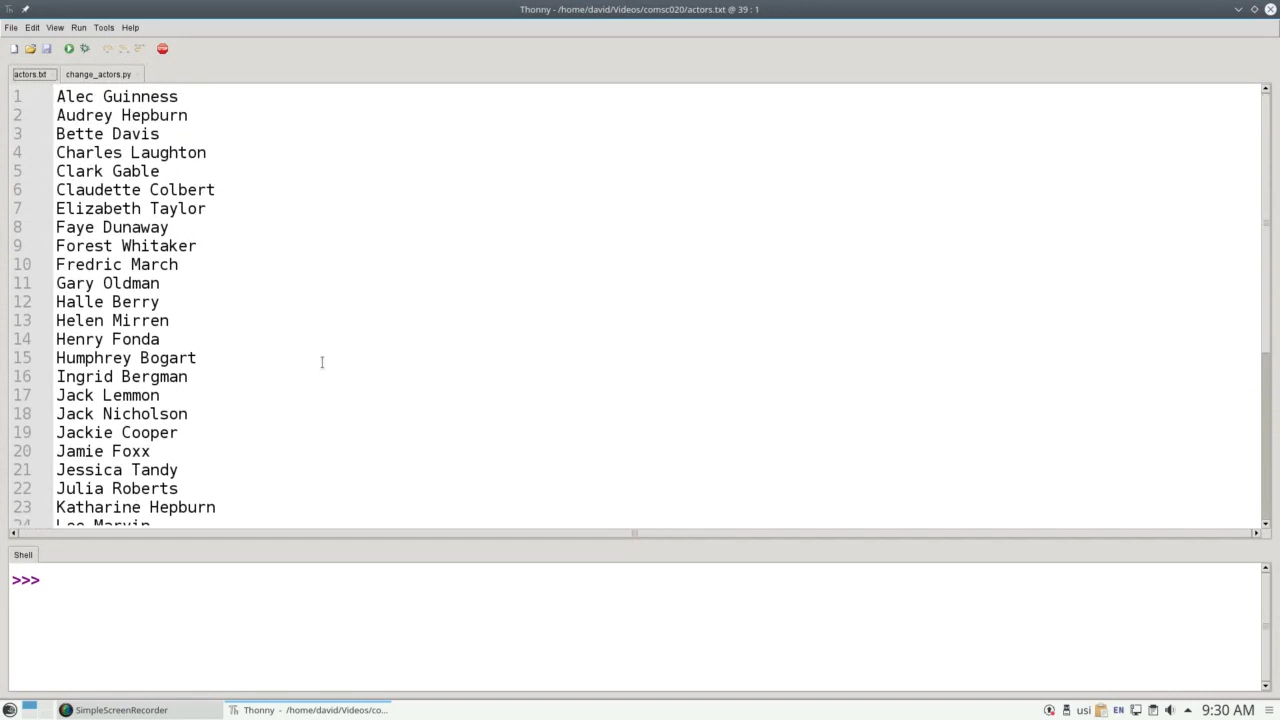 Thonny - /home/david/Videos/comsc020/actors.txt @ 39 : 1
File Edit View Run Tools Help
actors.txt change_actors.py
1 Alec Guinness
2 Audrey Hepburn
3 Bette Davis
4 Charles Laughton
5 Clark Gable
6 Claudette Colbert
7 Elizabeth Taylor
8 Faye Dunaway
9 Forest Whitaker
10 Fredric March
11 Gary Oldman
12 Halle Berry
13 Helen Mirren
14 Henry Fonda
15 Humphrey Bogart
16 Ingrid Bergman
17 Jack Lemmon
18 Jack Nicholson
19 Jackie Cooper
20 Jamie Foxx
21 Jessica Tandy
22 Julia Roberts
23 Katharine Hepburn
24 Lee Marvin
Shell
>>>
SimpleScreenRecorder Thonny - /home/david/Videos/co... usi EN 9:30 AM